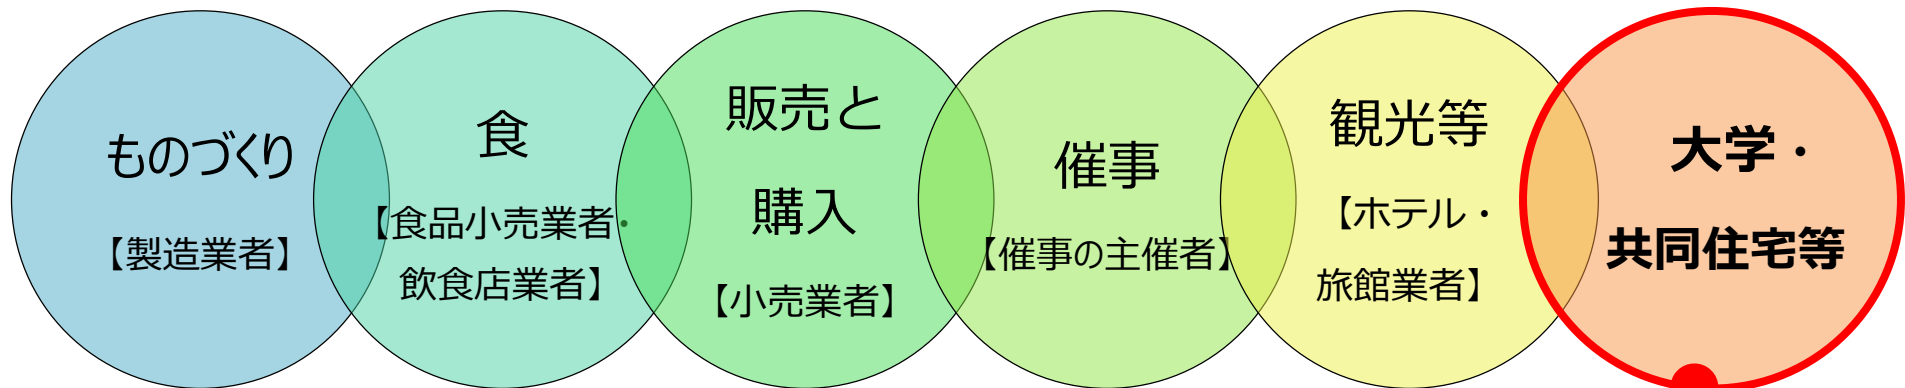 ものづくり
【製造業者】
食
【食品小売業者・
飲食店業者】
販売と
購入
【小売業者】
催事
【催事の主催者】
観光等
【ホテル・
旅館業者】
大学・
共同住宅等